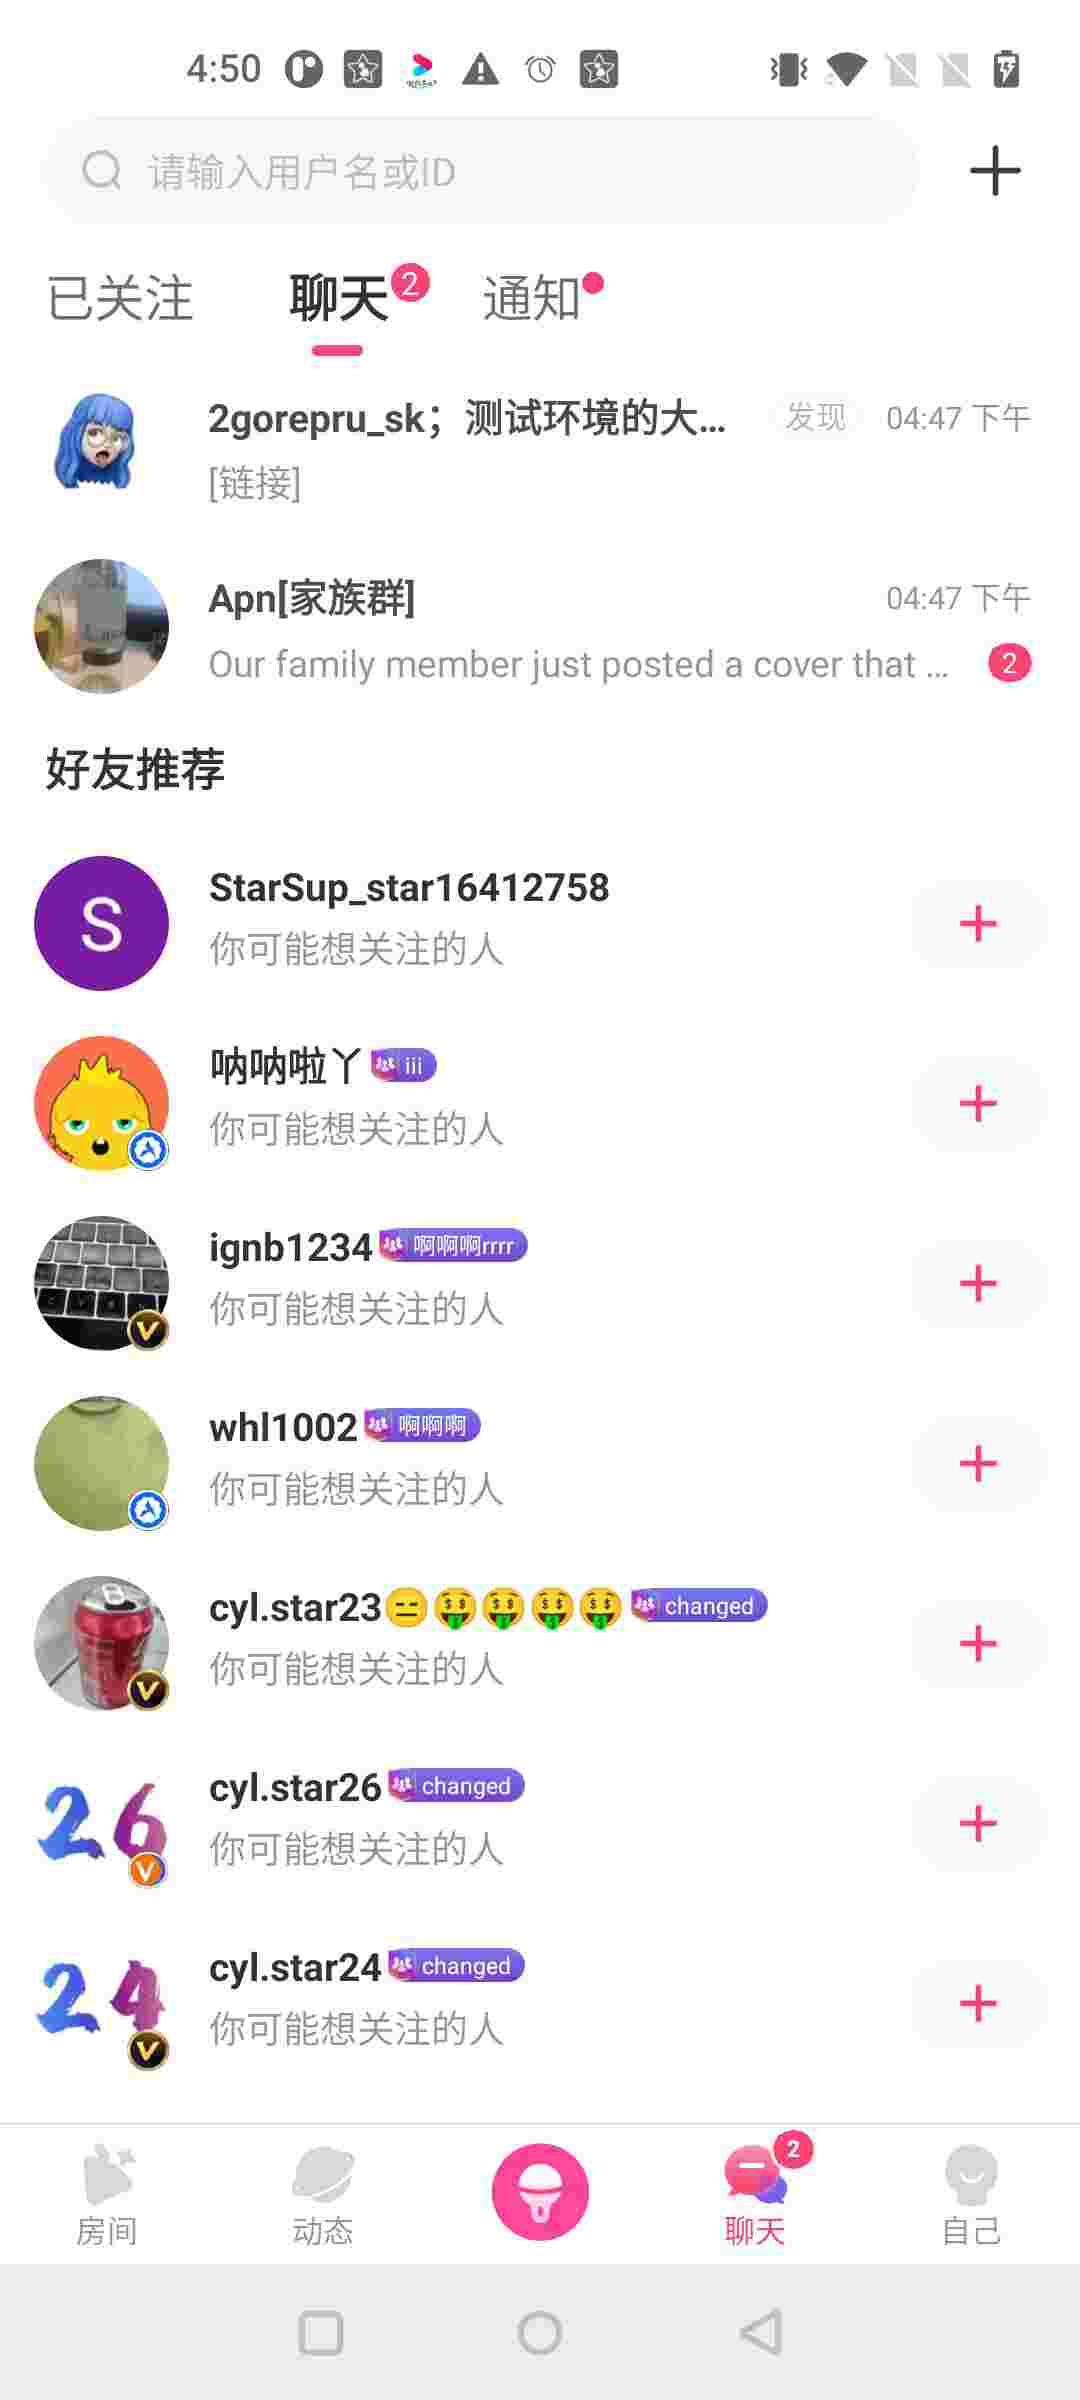 4:50
请输入用户名或ID
已关注 聊天 2 通知
2gorepru_sk；测试环境的大... 发现 04:47 下午
[链接]
Apn[家族群] 04:47 下午
Our family member just posted a cover that ... 2
好友推荐
S
StarSup_star16412758
你可能想关注的人
呐呐啦丫 iii
你可能想关注的人
ignb1234 啊啊啊rrrr
你可能想关注的人
whl1002 啊啊啊
你可能想关注的人
cyl.star23😑🤑🤑🤑🤑 changed
你可能想关注的人
26
cyl.star26 changed
你可能想关注的人
24
cyl.star24 changed
你可能想关注的人
2
房间 动态 聊天 自己